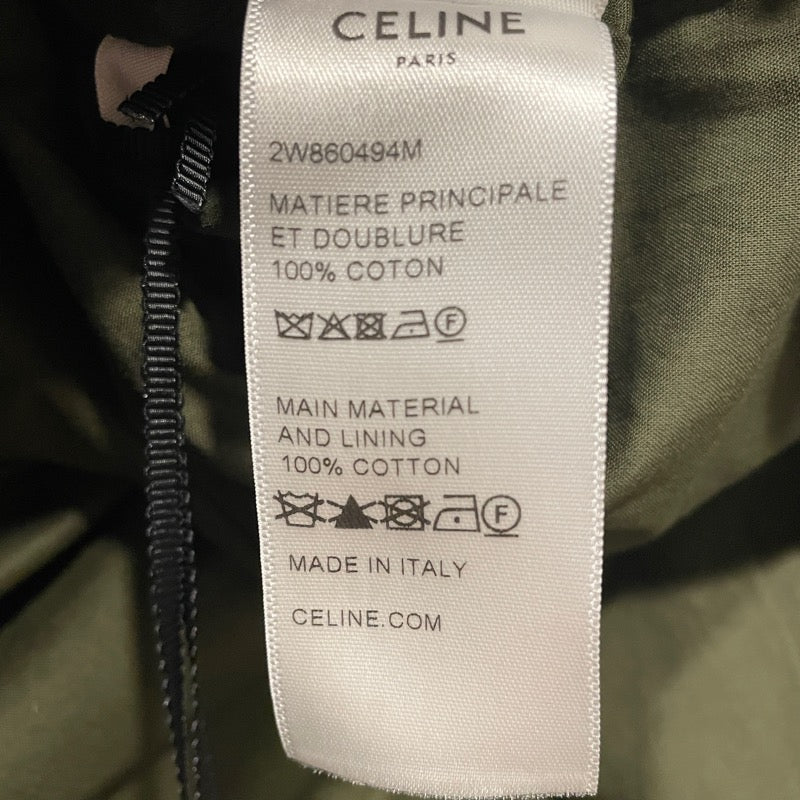 CELINE
PARIS
2W860494M
MATIERE PRINCIPALE
ET DOUBLURE
100% COTON
F
MAIN MATERIAL
AND LINING
100% COTTON
F
MADE IN ITALY
CELINE.COM